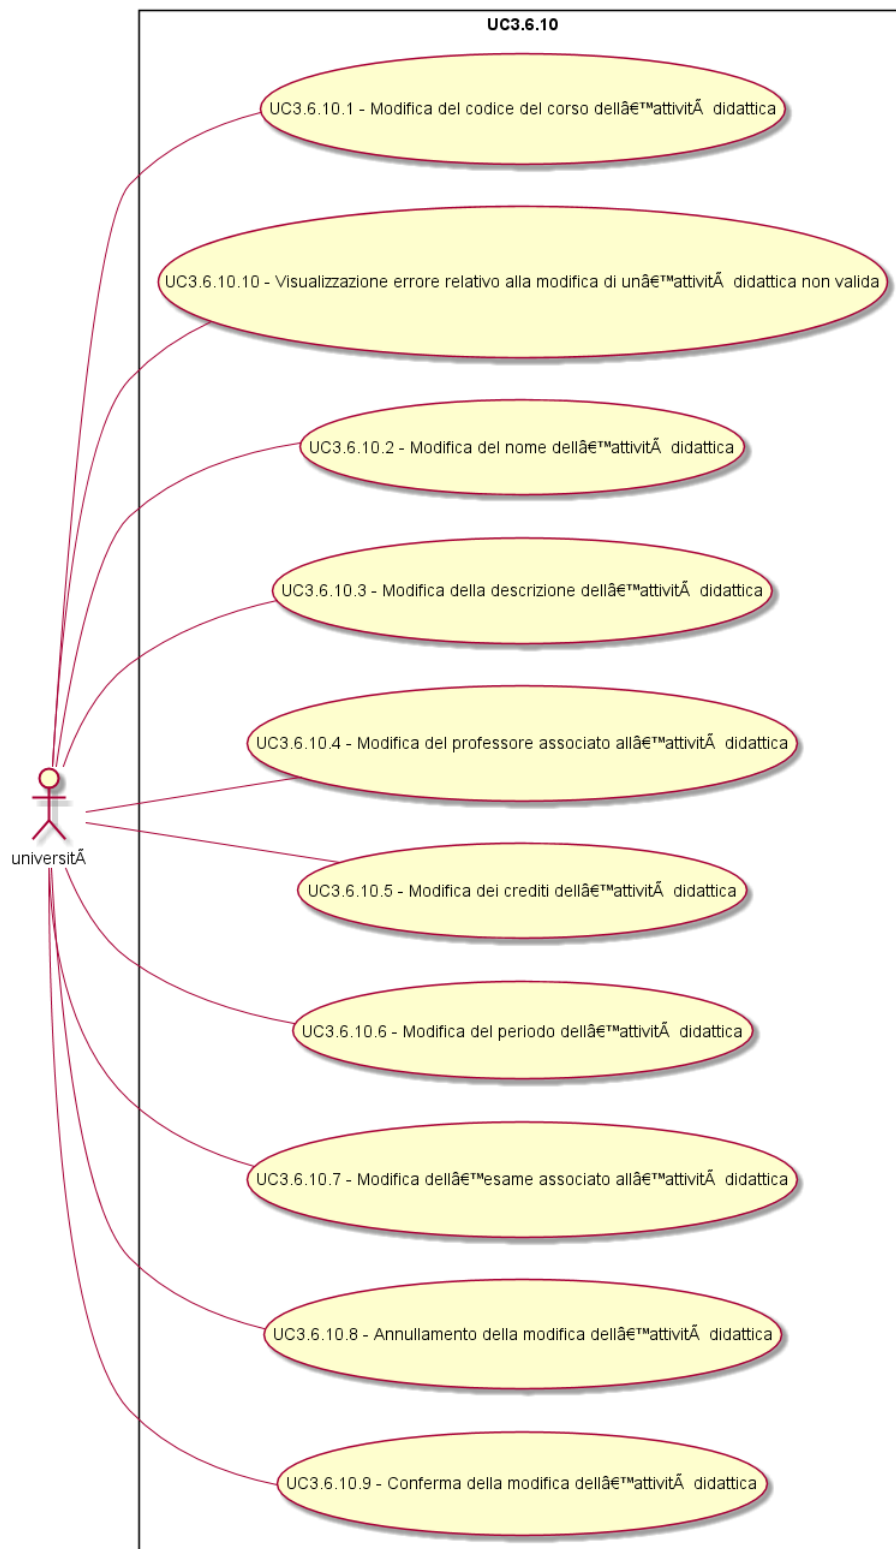 UC3.6.10
UC3.6.10.1 - Modifica del codice del corso dellâ€™attivitÃ  didattica
UC3.6.10.10 - Visualizzazione errore relativo alla modifica di unâ€™attivitÃ  didattica non valida
UC3.6.10.2 - Modifica del nome dellâ€™attivitÃ  didattica
UC3.6.10.3 - Modifica della descrizione dellâ€™attivitÃ  didattica
UC3.6.10.4 - Modifica del professore associato allâ€™attivitÃ  didattica
universitÃ
UC3.6.10.5 - Modifica dei crediti dellâ€™attivitÃ  didattica
UC3.6.10.6 - Modifica del periodo dellâ€™attivitÃ  didattica
UC3.6.10.7 - Modifica dellâ€™esame associato allâ€™attivitÃ  didattica
UC3.6.10.8 - Annullamento della modifica dellâ€™attivitÃ  didattica
UC3.6.10.9 - Conferma della modifica dellâ€™attivitÃ  didattica